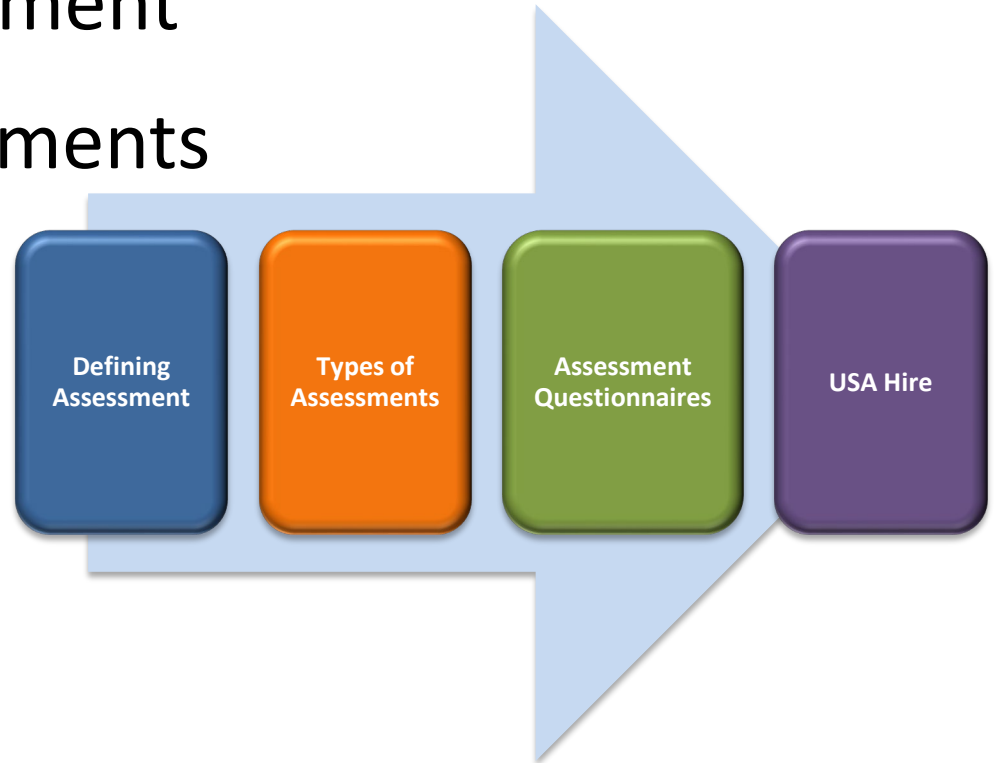 ment
ments
Defining
Assessment
Types of
Assessments
Assessment
Questionnaires
USA Hire